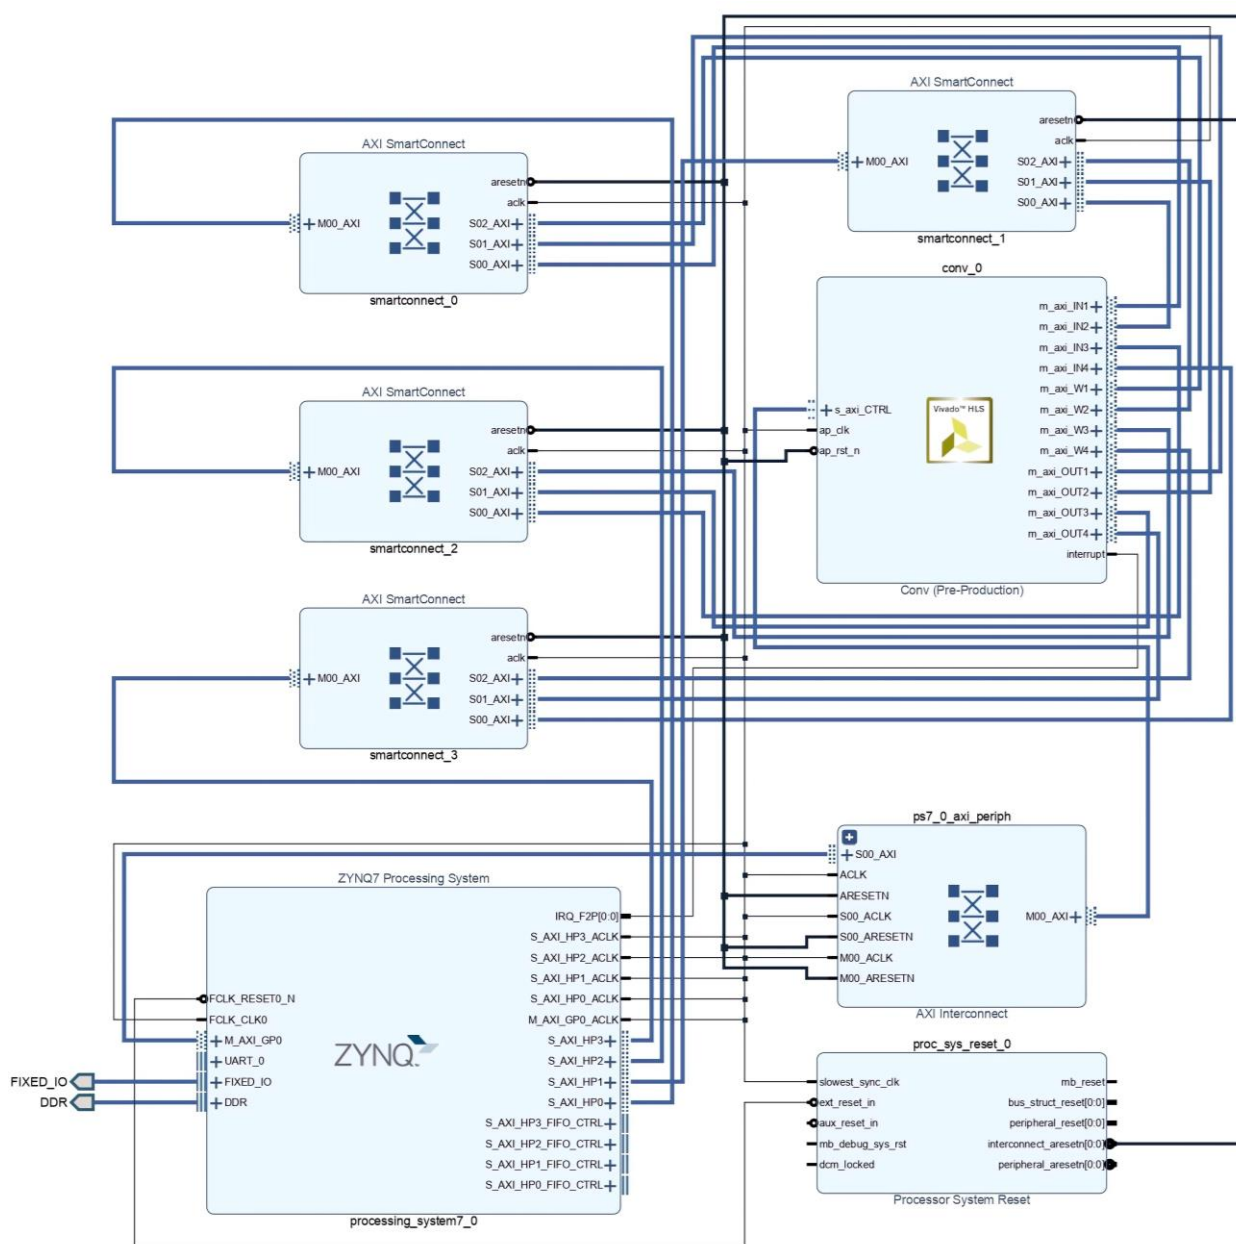 AXI SmartConnect
aresetn
aclk
M00_AXI
S02_AXI
S01_AXI
S00_AXI
smartconnect_1
AXI SmartConnect
aresetn
aclk
M00_AXI
S02_AXI
S01_AXI
S00_AXI
smartconnect_0
conv_0
m_axi_IN1
m_axi_IN2
m_axi_IN3
m_axi_IN4
m_axi_W1
s_axi_CTRL
m_axi_W2
ap_clk
m_axi_W3
ap_rst_n
m_axi_W4
m_axi_OUT1
m_axi_OUT2
m_axi_OUT3
m_axi_OUT4
interrupt
Vivado™ HLS
Conv (Pre-Production)
AXI SmartConnect
aresetn
aclk
M00_AXI
S02_AXI
S01_AXI
S00_AXI
smartconnect_2
AXI SmartConnect
aresetn
aclk
M00_AXI
S02_AXI
S01_AXI
S00_AXI
smartconnect_3
ps7_0_axi_periph
S00_AXI
ACLK
ARESETN
S00_ACLK
M00_AXI
S00_ARESETN
M00_ACLK
M00_ARESETN
AXI Interconnect
ZYNQ7 Processing System
IRQ_F2P[0:0]
S_AXI_HP3_ACLK
S_AXI_HP2_ACLK
S_AXI_HP1_ACLK
FCLK_RESET0_N
S_AXI_HP0_ACLK
FCLK_CLK0
M_AXI_GP0_ACLK
M_AXI_GP0
S_AXI_HP3
UART_0
S_AXI_HP2
FIXED_IO
FIXED_IO
S_AXI_HP1
DDR
DDR
S_AXI_HP0
S_AXI_HP3_FIFO_CTRL
S_AXI_HP2_FIFO_CTRL
S_AXI_HP1_FIFO_CTRL
S_AXI_HP0_FIFO_CTRL
ZYNQ
processing_system7_0
proc_sys_reset_0
slowest_sync_clk
mb_reset
ext_reset_in
bus_struct_reset[0:0]
aux_reset_in
peripheral_reset[0:0]
mb_debug_sys_rst
interconnect_aresetn[0:0]
dcm_locked
peripheral_aresetn[0:0]
Processor System Reset